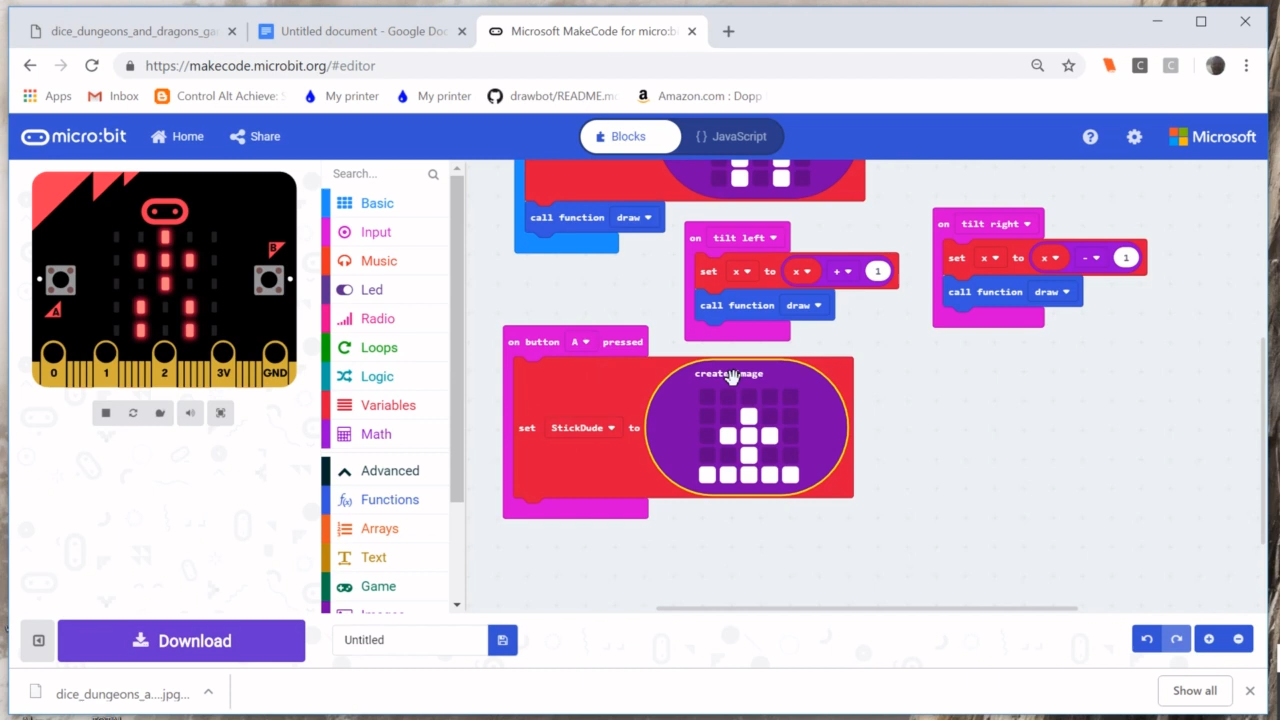 dice_dungeons_and_dragons_ga
Untitled document - Google Doc
Microsoft MakeCode for micro:bi
https://makecode.microbit.org/#editor
C
C
Apps
Inbox
Control Alt Achieve:
My printer
My printer
drawbot/README.m
Amazon.com : Dopp
micro:bit
Home
Share
Blocks
{ } JavaScript
Microsoft
Search...
Basic
Input
Music
Led
Radio
Loops
Logic
Variables
Math
Advanced
Functions
Arrays
Text
Game
Images
A
B
0 1 2 3V GND
call function draw
on tilt left
set x to x + 1
call function draw
on tilt right
set x to x - 1
call function draw
on button A pressed
create image
set StickDude to
Download
Untitled
dice_dungeons_a....jpg...
Show all